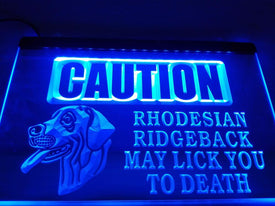 CAUTION
RHODESIAN
RIDGEBACK
MAY LICK YOU
TO DEATH